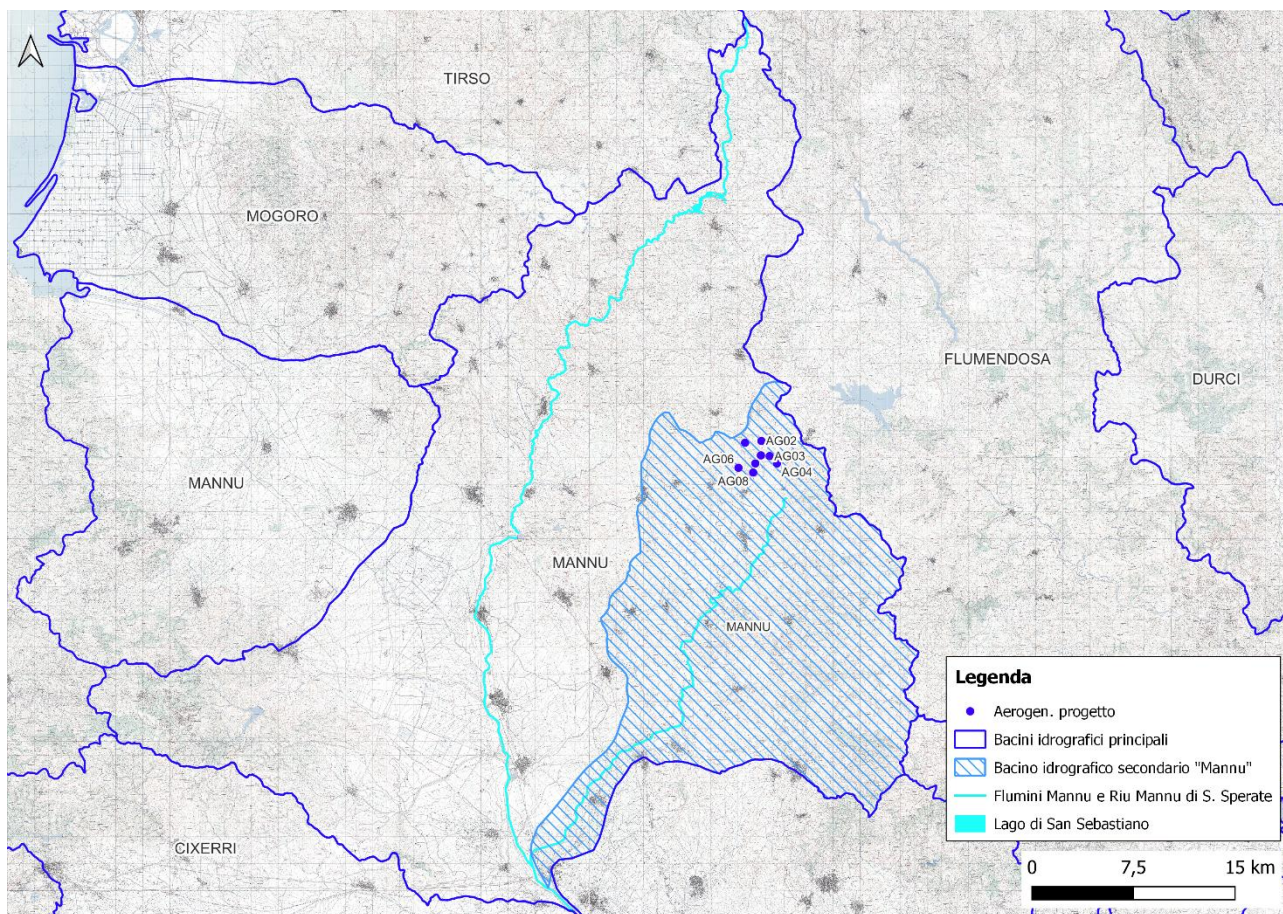 TIRSO
MOGORO
FLUMENDOSA
DURCI
AG02
AG06
AG03
AG04
AG08
MANNU
MANNU
MANNU
CIXERRI
Legenda
Aerogen. progetto
Bacini idrografici principali
Bacino idrografico secondario "Mannu"
Flumini Mannu e Riu Mannu di S. Sperate
Lago di San Sebastiano
0 7,5 15 km